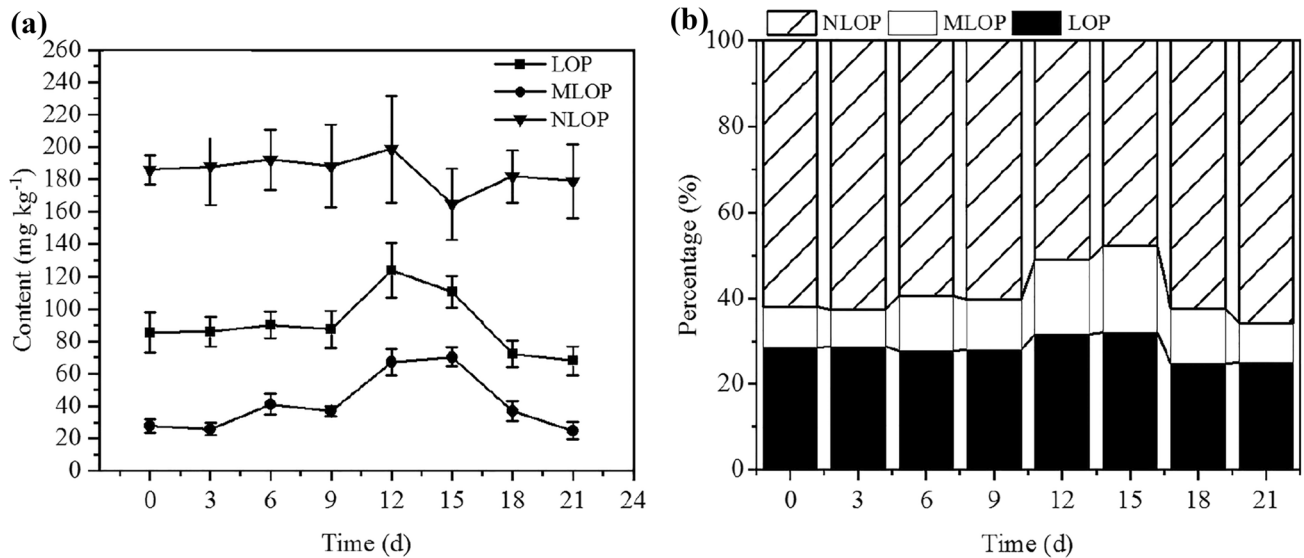 (a)
260
240
220
200
180
160
140
120
100
80
60
40
20
0
Content (mg kg⁻¹)
LOP
MLOP
NLOP
0 3 6 9 12 15 18 21 24
Time (d)
(b)
NLOP MLOP LOP
100
80
60
40
20
0
Percentage (%)
0 3 6 9 12 15 18 21
Time (d)